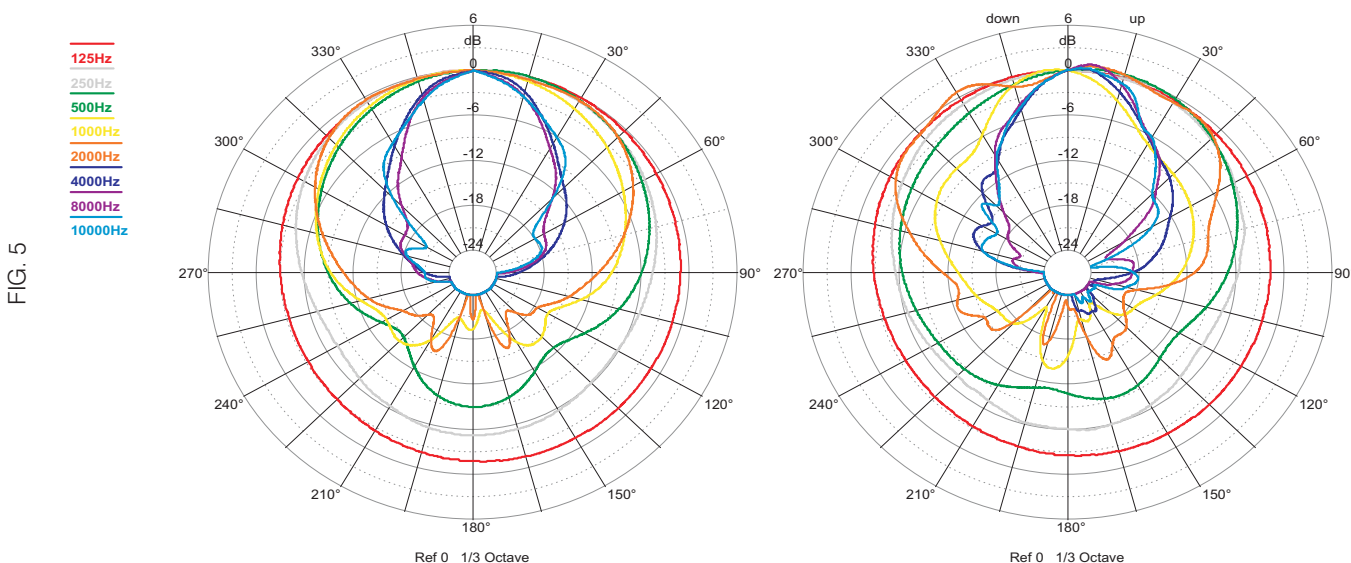 FIG. 5
125Hz
250Hz
500Hz
1000Hz
2000Hz
4000Hz
8000Hz
10000Hz
6
dB
0
-6
-12
-18
-24
330°
30°
300°
60°
270°
90°
240°
120°
210°
150°
180°
Ref 0 1/3 Octave
down
6
up
dB
0
-6
-12
-18
-24
330°
30°
300°
60°
270°
90
240°
120°
210°
150°
180°
Ref 0 1/3 Octave